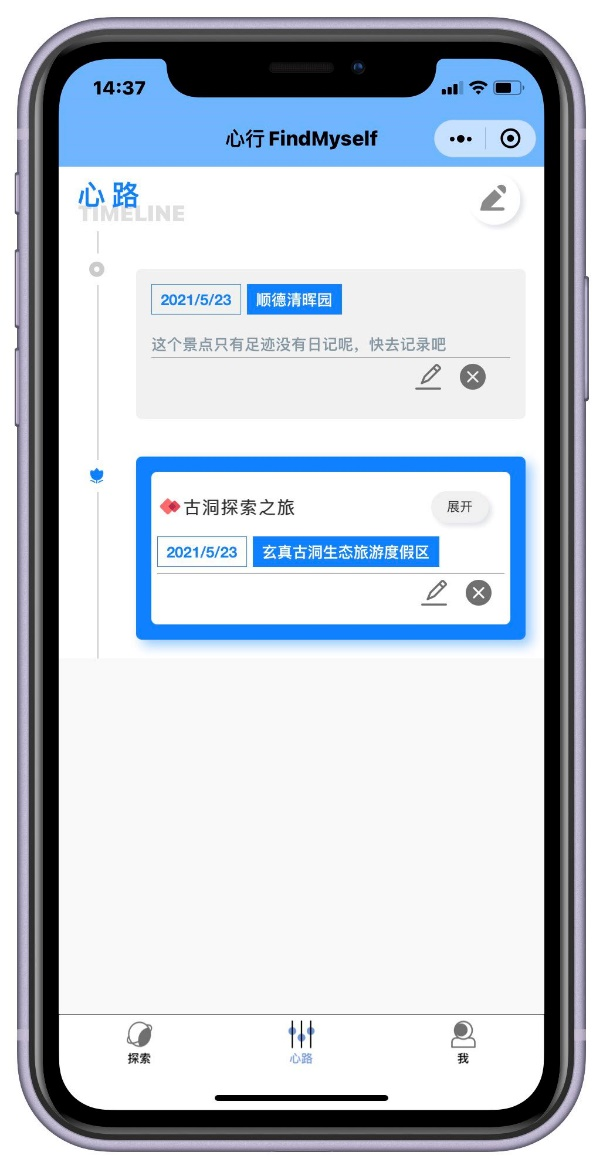 14:37
心行 FindMyself
心 路
TIMELINE
2021/5/23 顺德清晖园
这个景点只有足迹没有日记呢，快去记录吧
古洞探索之旅 展开
2021/5/23 玄真古洞生态旅游度假区
探索 心路 我